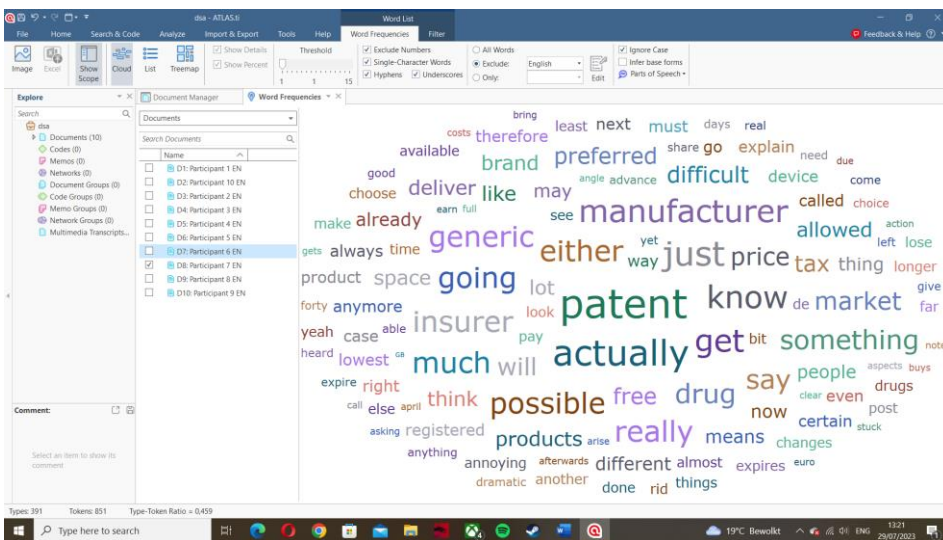 dsa - ATLAS.ti
Word List
File Home Search & Code Analyze Import & Export Tools Help Word Frequencies Filter Feedback & Help
Image Excel Show Scope Cloud List Treemap
Show Details
Show Percent
Threshold
1 1 15
Exclude Numbers
Single-Character Words
Hyphens Underscores
All Words
Exclude: English
Only:
Edit
Ignore Case
Infer base forms
Parts of Speech
Explore
Search
dsa
Documents (10)
Codes (0)
Memos (0)
Networks (0)
Document Groups (0)
Code Groups (0)
Memo Groups (0)
Network Groups (0)
Multimedia Transcripts...
Comment:
Select an item to show its
comment
Document Manager Word Frequencies
Documents
Search Documents
Name
D1: Participant 1 EN
D2: Participant 10 EN
D3: Participant 2 EN
D4: Participant 3 EN
D5: Participant 4 EN
D6: Participant 5 EN
D7: Participant 6 EN
D8: Participant 7 EN
D9: Participant 8 EN
D10: Participant 9 EN
bring
costs therefore least next must days real
available brand preferred share go explain need due
good angle advance difficult device come
choose deliver like may called choice
earn full see manufacturer action
make already generic allowed left lose
gets always time either yet way just price tax thing longer
product space going lot give
forty anymore look patent know de market far
yeah case able insurer pay
heard lowest GB much will actually get bit something note
expire right say people aspects buys
call else april think possible free drug clear even drugs
now post
asking registered products arise really means certain stuck
anything changes
annoying afterwards different almost expires euro
dramatic another done rid things
Types: 391 Tokens: 851 Type-Token Ratio = 0,459
Type here to search
19°C Bewolkt ENG 13:21
29/07/2023